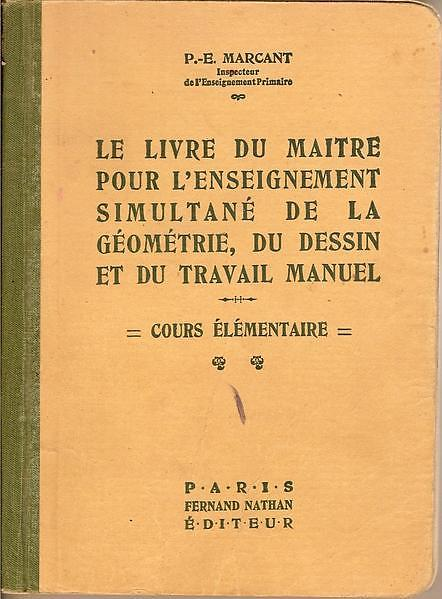 P.-E. MARCANT
Inspecteur
de l'Enseignement Primaire
LE LIVRE DU MAITRE
POUR L'ENSEIGNEMENT
SIMULTANÉ DE LA
GÉOMÉTRIE, DU DESSIN
ET DU TRAVAIL MANUEL
= COURS ÉLÉMENTAIRE =
P·A·R·I·S
FERNAND NATHAN
É·D·I·T·E·U·R